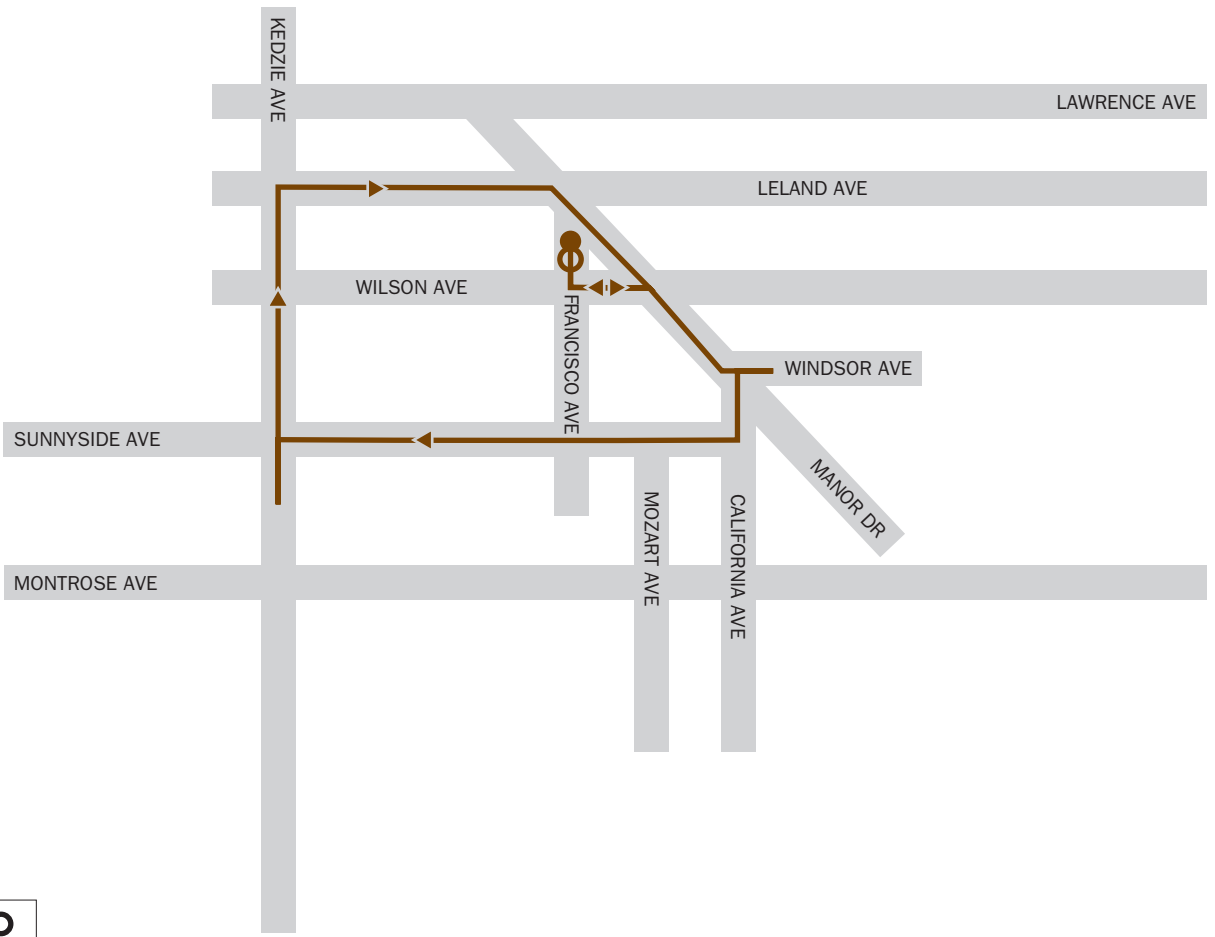 KEDZIE AVE
LAWRENCE AVE
LELAND AVE
WILSON AVE
FRANCISCO AVE
WINDSOR AVE
SUNNYSIDE AVE
MANOR DR
MOZART AVE
CALIFORNIA AVE
MONTROSE AVE